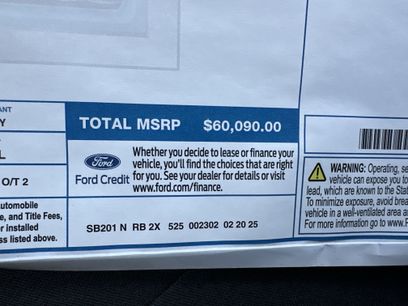 ANT
Y
L
O/T 2
utomobile
e, and Title Fees,
r installed
ss listed above.
TOTAL MSRP $60,090.00
Ford
Ford Credit
Whether you decide to lease or finance your
vehicle, you'll find the choices that are right
for you. See your dealer for details or visit
www.ford.com/finance.
SB201 N RB 2X 525 002302 02 20 25
WARNING: Operating, se
vehicle can expose you to
lead, which are known to the Stat
To minimize exposure, avoid brea
vehicle in a well-ventilated area an
For more information go to www.P